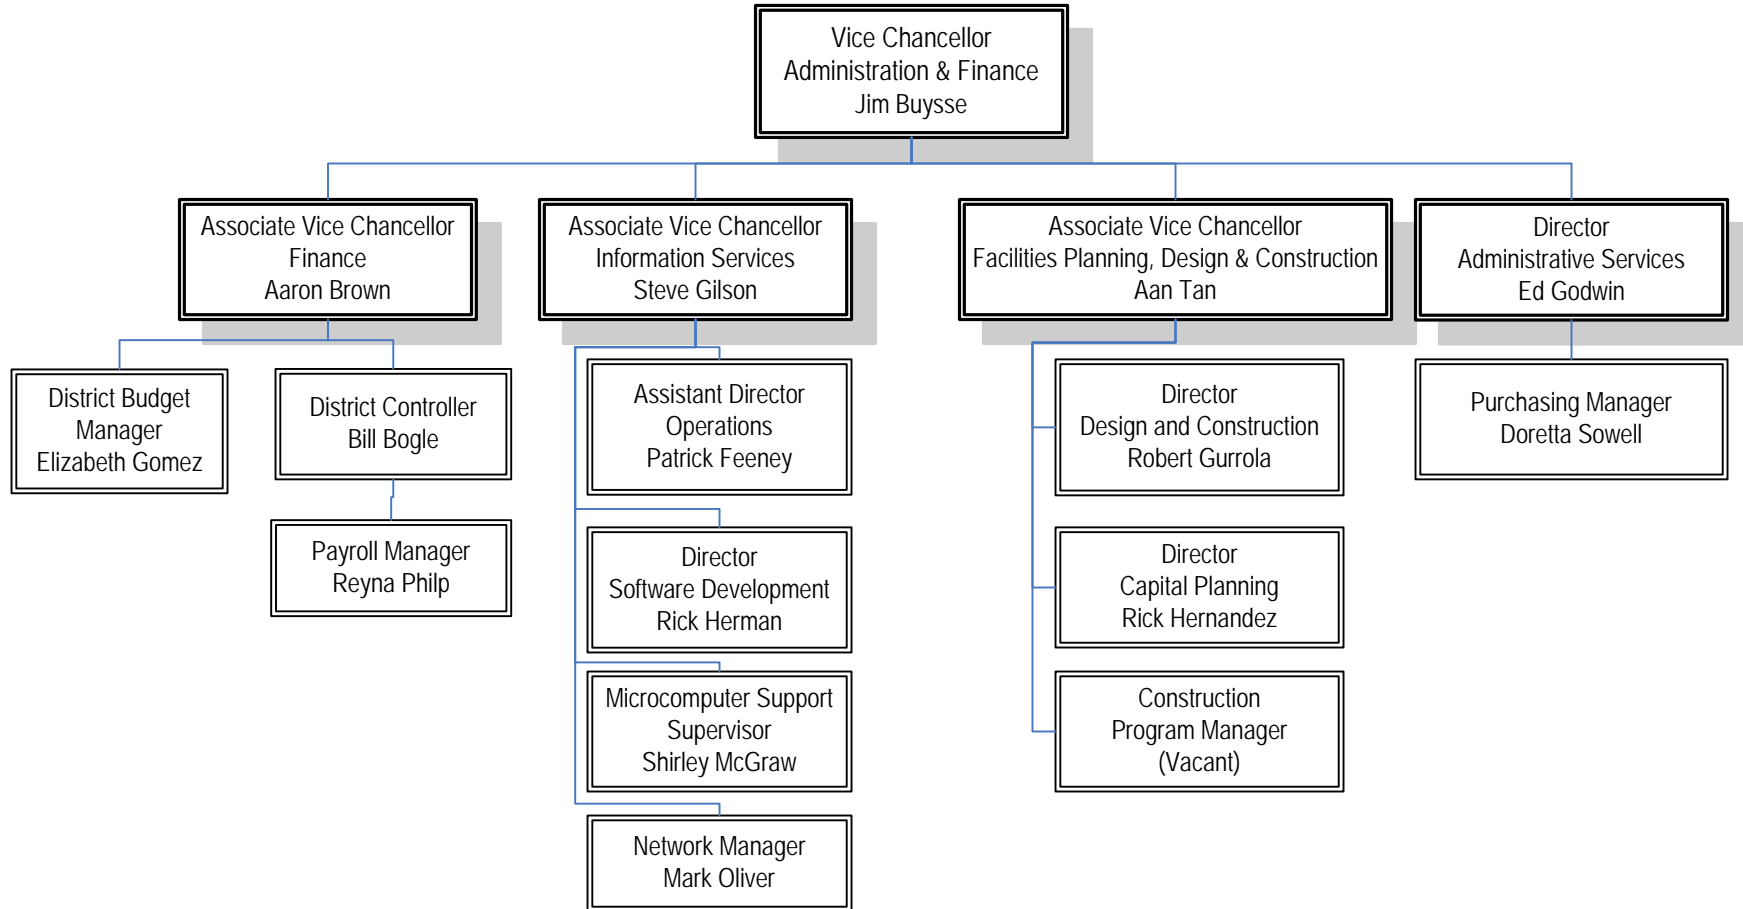 Vice Chancellor
Administration & Finance
Jim Buysse
Associate Vice Chancellor
Finance
Aaron Brown
Associate Vice Chancellor
Information Services
Steve Gilson
Associate Vice Chancellor
Facilities Planning, Design & Construction
Aan Tan
Director
Administrative Services
Ed Godwin
District Budget
Manager
Elizabeth Gomez
District Controller
Bill Bogle
Payroll Manager
Reyna Philp
Assistant Director
Operations
Patrick Feeney
Director
Software Development
Rick Herman
Microcomputer Support
Supervisor
Shirley McGraw
Network Manager
Mark Oliver
Director
Design and Construction
Robert Gurrola
Director
Capital Planning
Rick Hernandez
Construction
Program Manager
(Vacant)
Purchasing Manager
Doretta Sowell